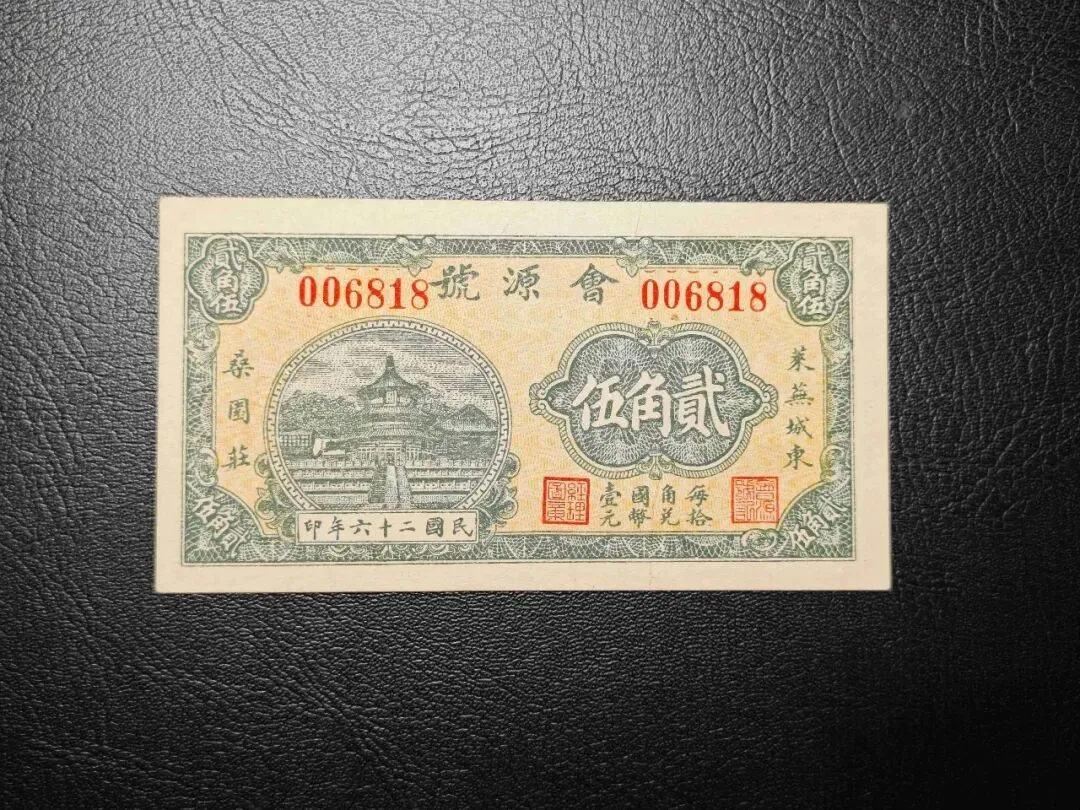 貳角伍
貳角伍
006818
會源號
006818
萊蕪城東
貳角伍
桑園莊
每拾
角兌
國幣
壹元
經理
民國二十六年印
貳角伍
貳角伍